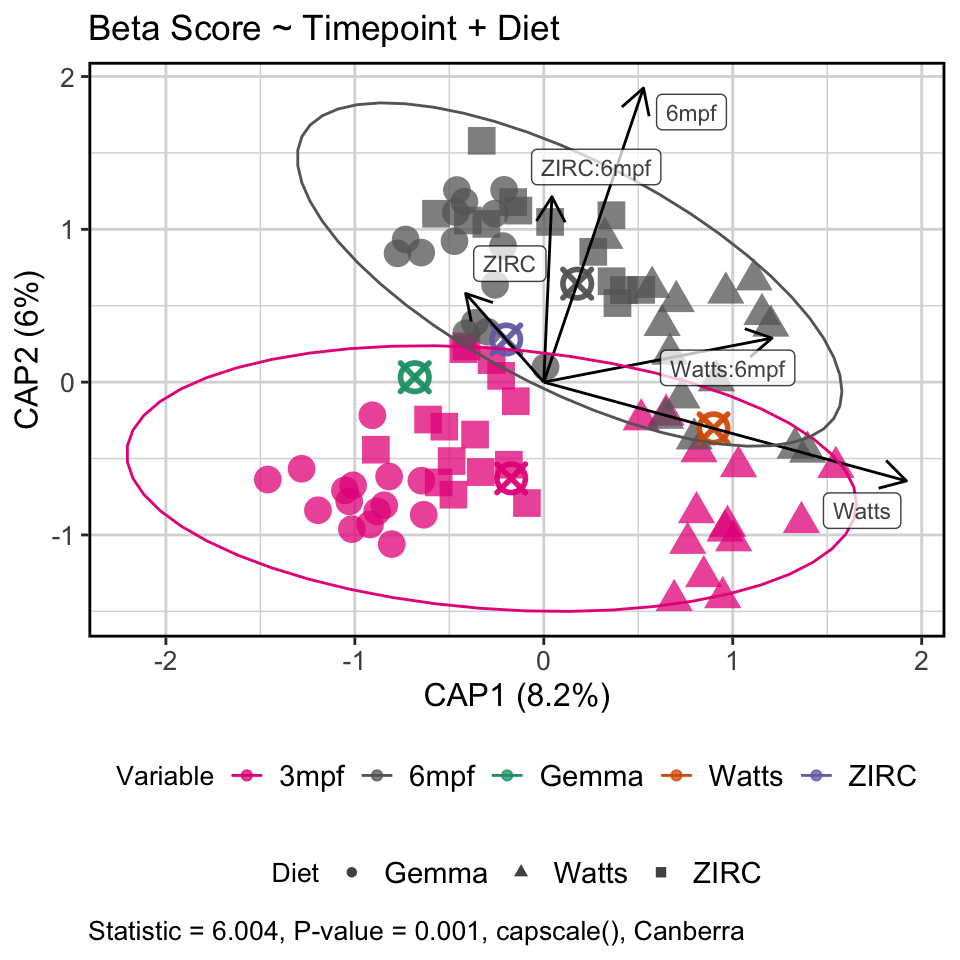 Beta Score ~ Timepoint + Diet
2
1
0
-1
CAP2 (6%)
6mpf
ZIRC:6mpf
ZIRC
Watts:6mpf
Watts
-2 -1 0 1 2
CAP1 (8.2%)
Variable 3mpf 6mpf Gemma Watts ZIRC
Diet Gemma Watts ZIRC
Statistic = 6.004, P-value = 0.001, capscale(), Canberra